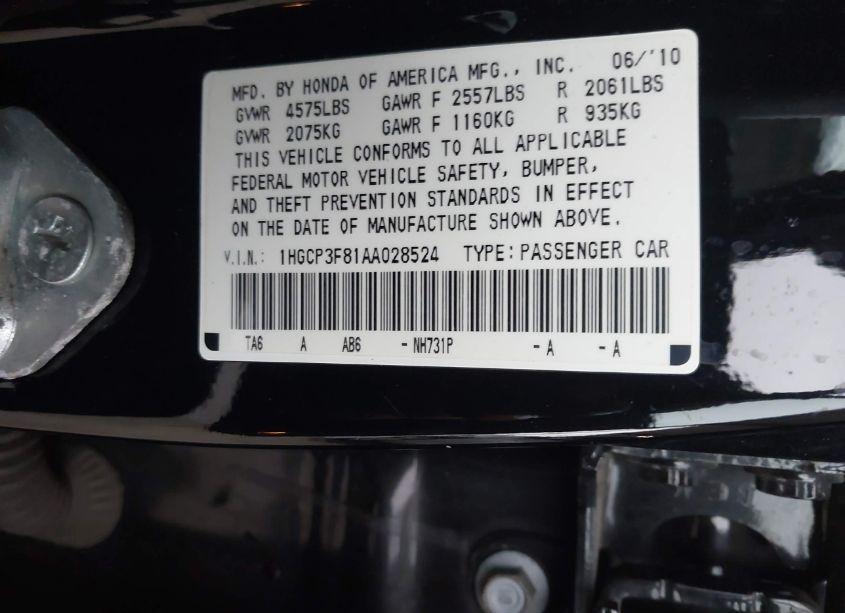 MFD. BY HONDA OF AMERICA MFG., INC. 06/'10
GVWR 4575LBS GAWR F 2557LBS R 2061LBS
GVWR 2075KG GAWR F 1160KG R 935KG
THIS VEHICLE CONFORMS TO ALL APPLICABLE
FEDERAL MOTOR VEHICLE SAFETY, BUMPER,
AND THEFT PREVENTION STANDARDS IN EFFECT
ON THE DATE OF MANUFACTURE SHOWN ABOVE.
V.I.N.: 1HGCP3F81AA028524 TYPE:PASSENGER CAR
TA6 A AB6 - NH731P - A - A